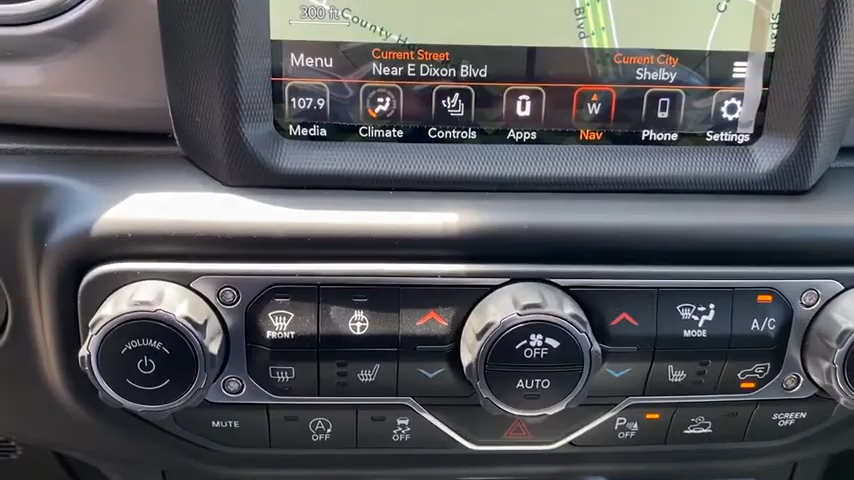 300 ft
County H
Blvd
Spa
Menu
Current Street
Near E Dixon Blvd
Current City
Shelby
107.9
W
Media
Climate
Controls
Apps
Nav
Phone
Settings
VOLUME
FRONT
OFF
AUTO
MODE
A/C
MUTE
OFF
OFF
P
OFF
SCREEN
OFF